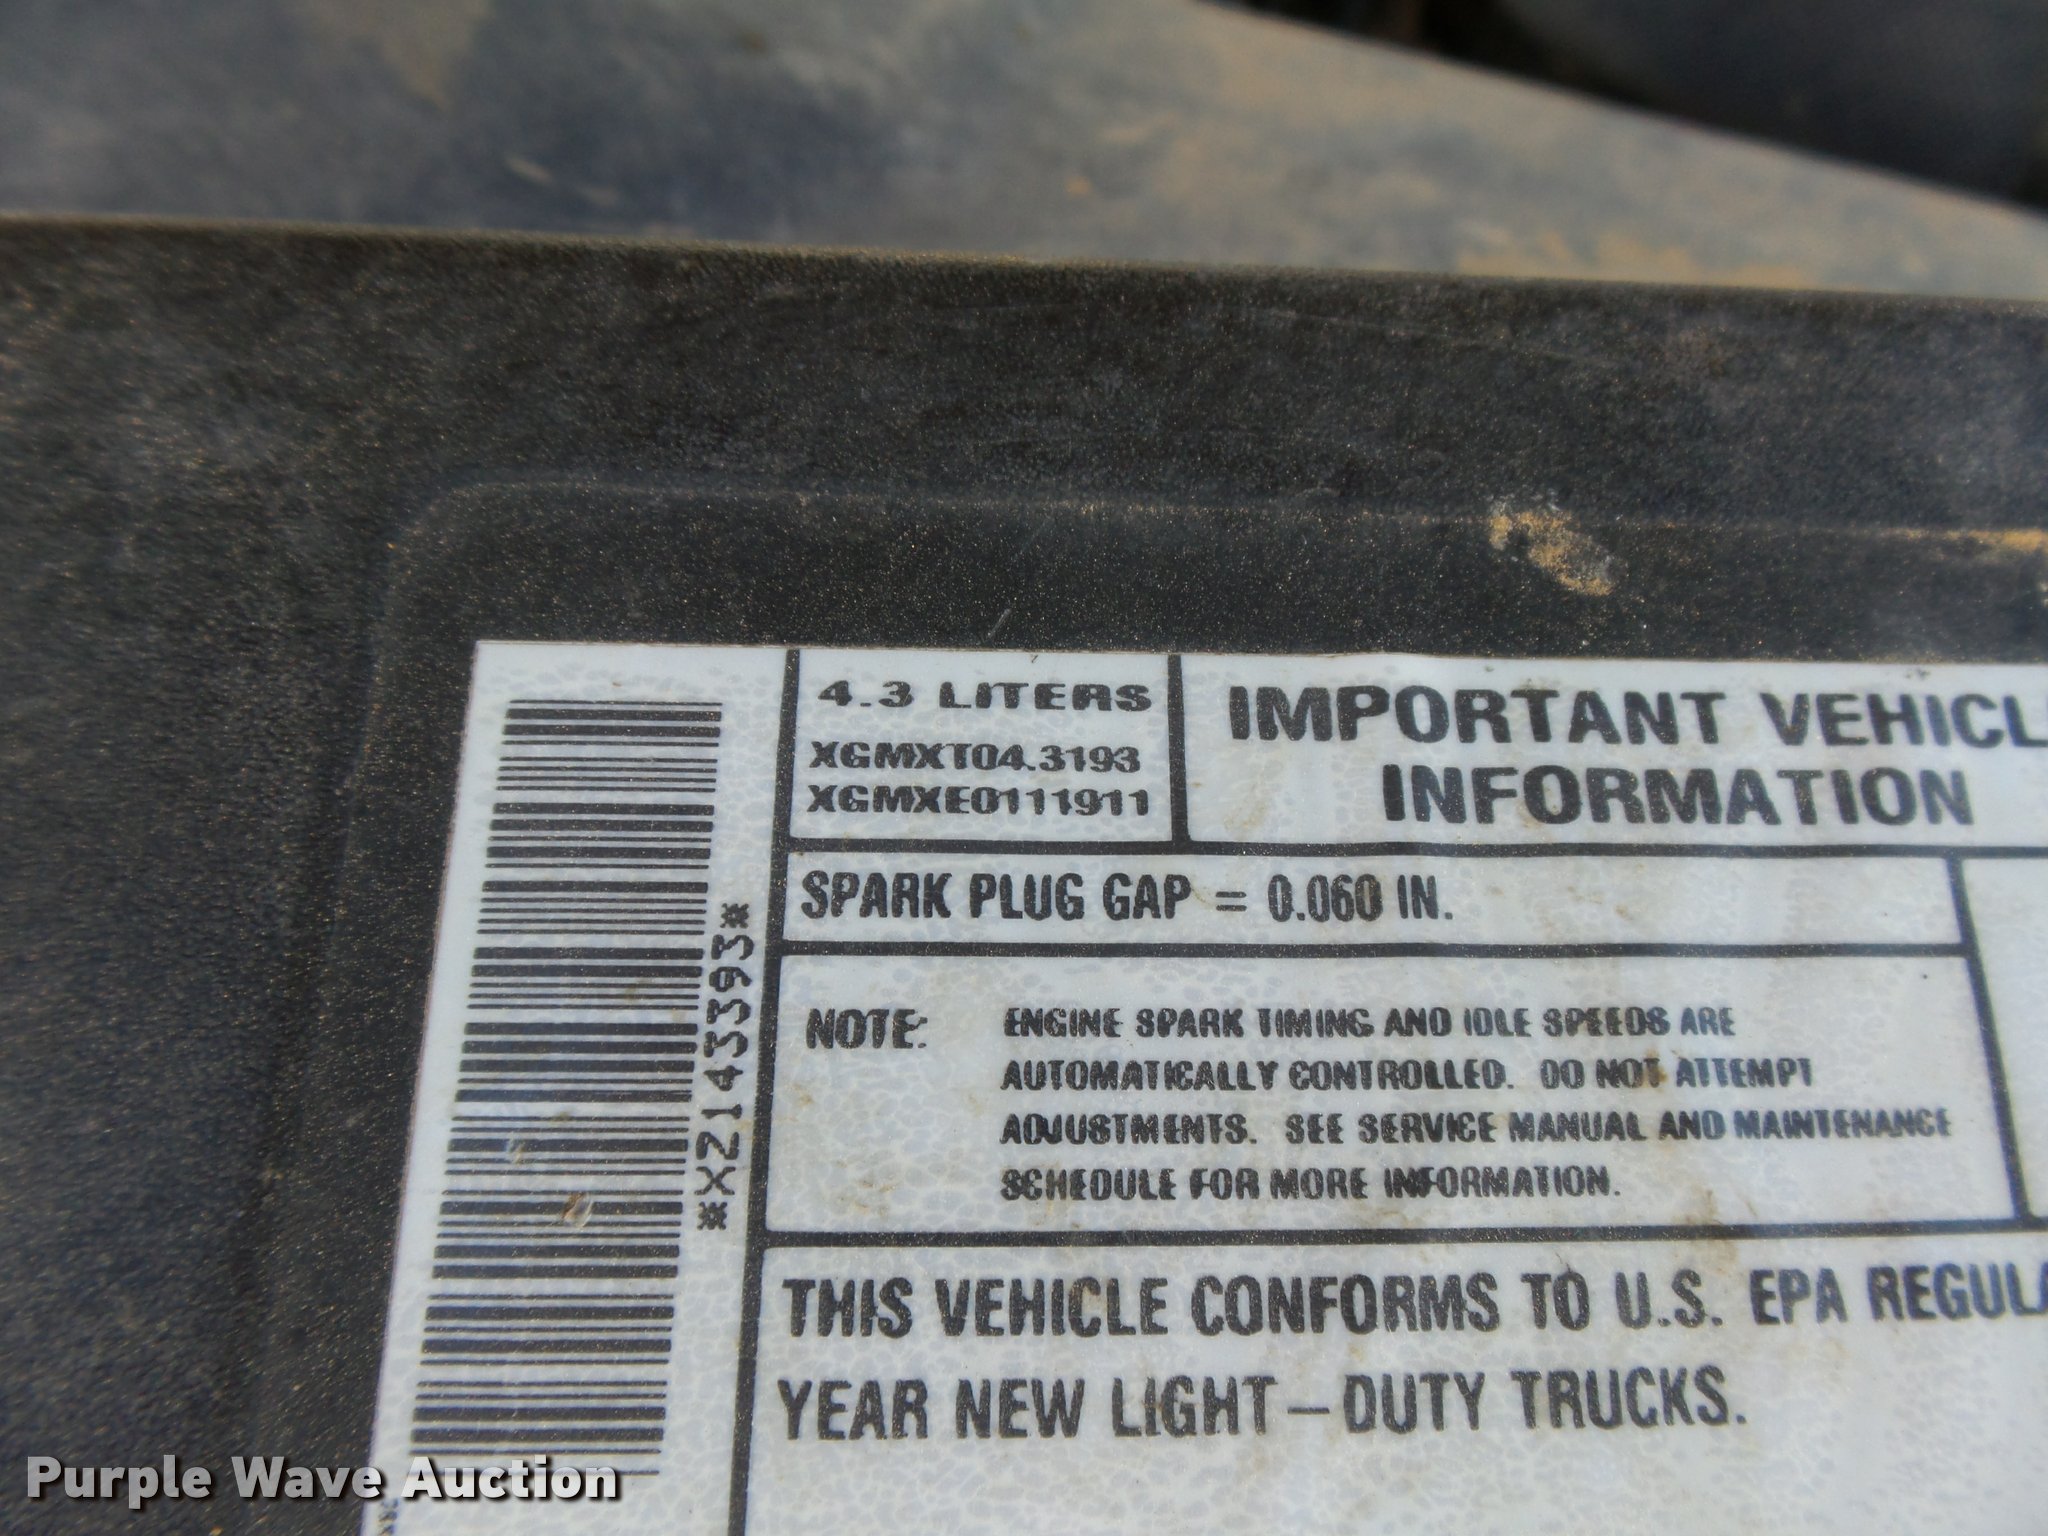 4.3 LITERS
XGMXT04.3193
XGMXE0111911
IMPORTANT VEHICL
INFORMATION
SPARK PLUG GAP = 0.060 IN.
NOTE: ENGINE SPARK TIMING AND IDLE SPEEDS ARE
AUTOMATICALLY CONTROLLED. DO NOT ATTEMPT
ADJUSTMENTS. SEE SERVICE MANUAL AND MAINTENANCE
SCHEDULE FOR MORE INFORMATION.
THIS VEHICLE CONFORMS TO U.S. EPA REGULA
YEAR NEW LIGHT-DUTY TRUCKS.
*X2143393*
Purple Wave Auction